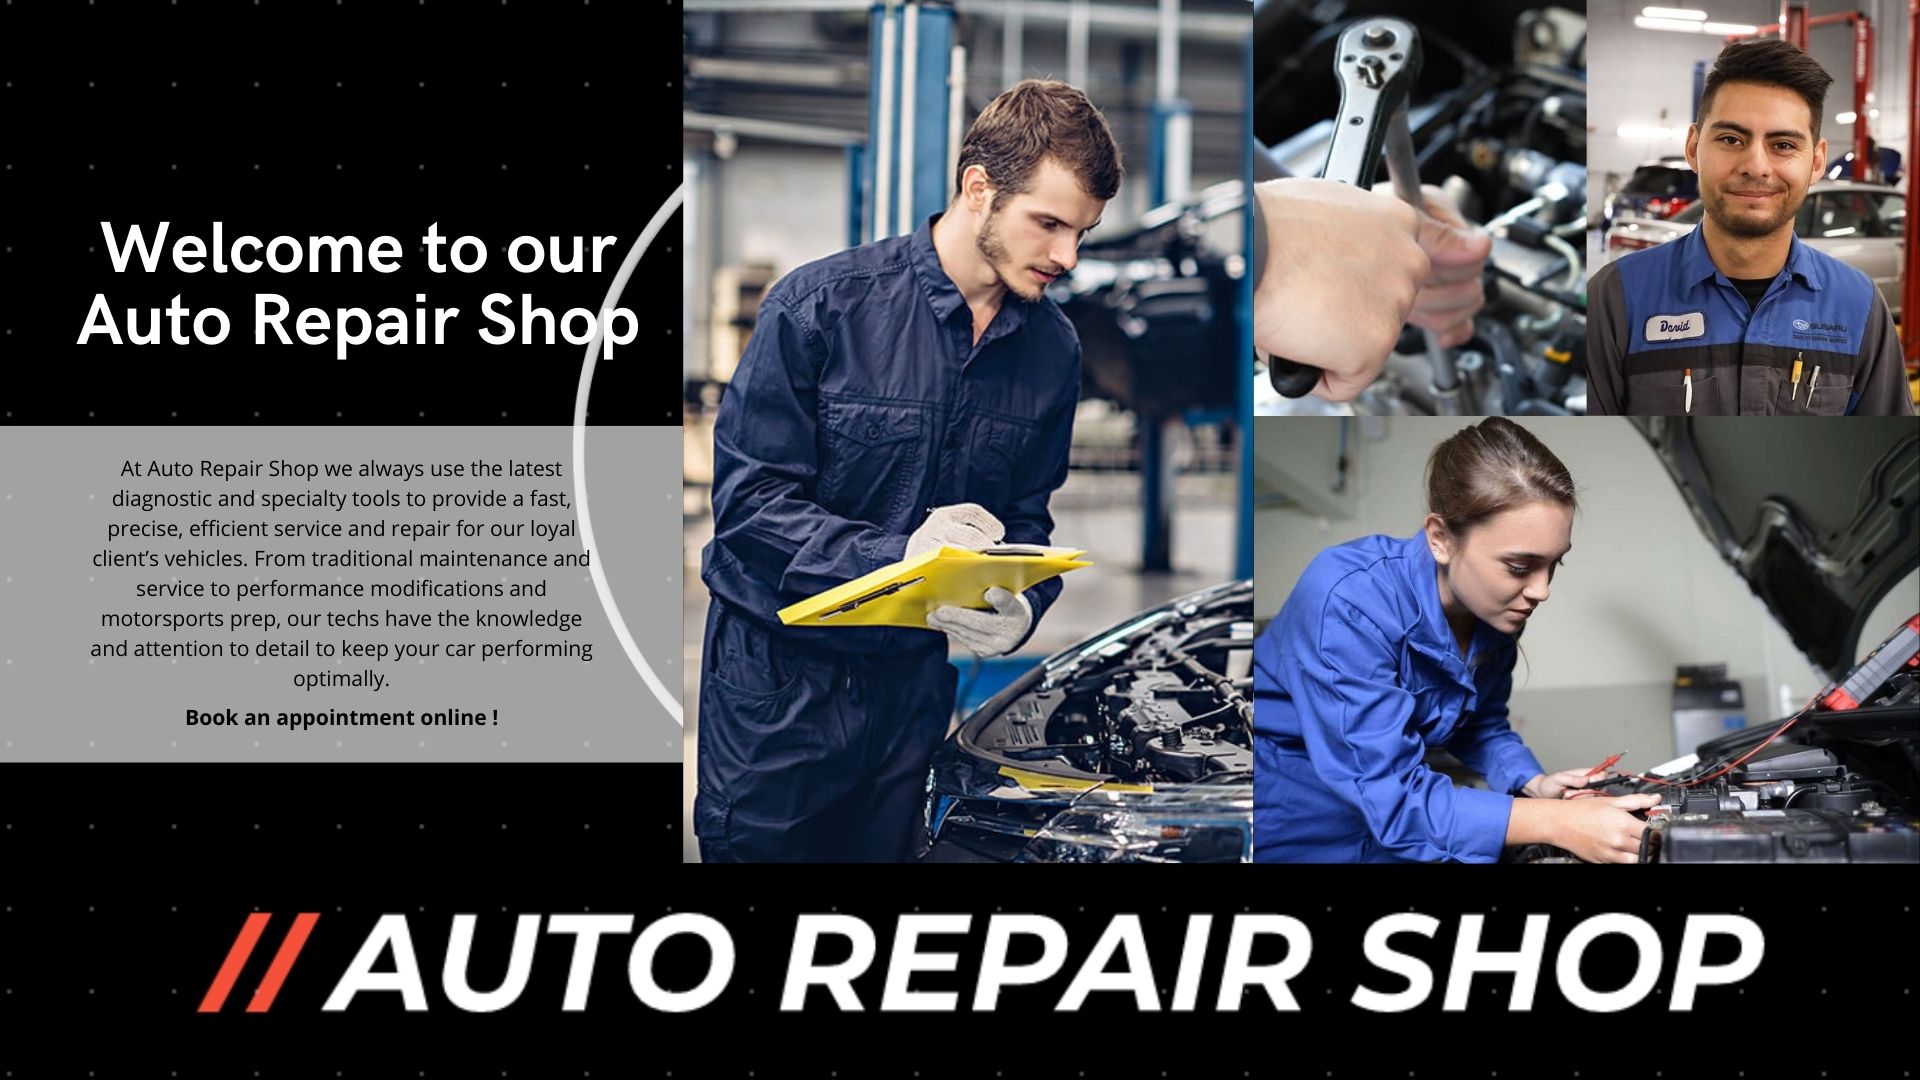 Welcome to our
Auto Repair Shop
At Auto Repair Shop we always use the latest
diagnostic and specialty tools to provide a fast,
precise, efficient service and repair for our loyal
client’s vehicles. From traditional maintenance and
service to performance modifications and
motorsports prep, our techs have the knowledge
and attention to detail to keep your car performing
optimally.
Book an appointment online !
David
SUBARU
// AUTO REPAIR SHOP